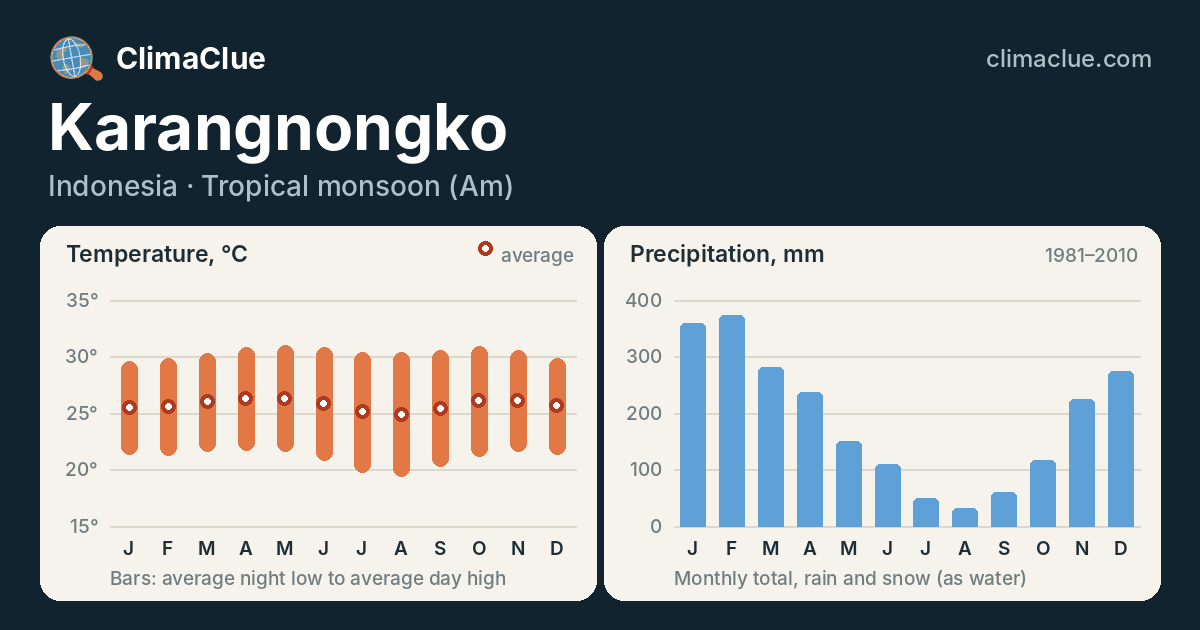 ClimaClue
climaclue.com
Karangnongko
Indonesia · Tropical monsoon (Am)
Temperature, °C
average
35°
30°
25°
20°
15°
J F M A M J J A S O N D
Bars: average night low to average day high
Precipitation, mm
1981–2010
400
300
200
100
0
J F M A M J J A S O N D
Monthly total, rain and snow (as water)